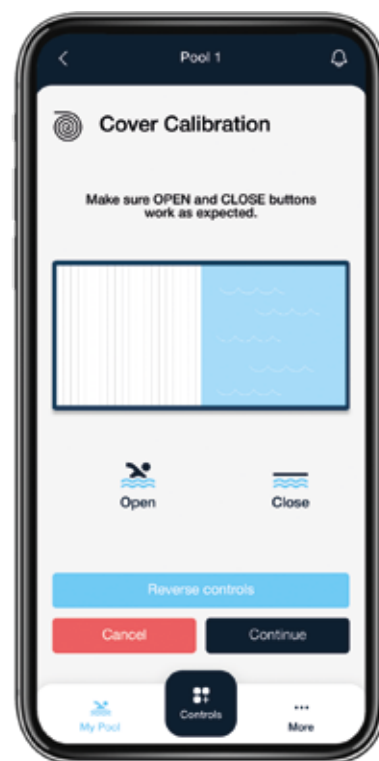 Pool 1
Cover Calibration
Make sure OPEN and CLOSE buttons
work as expected.
Open
Close
Reverse controls
Cancel
Continue
My Pool
Controls
More